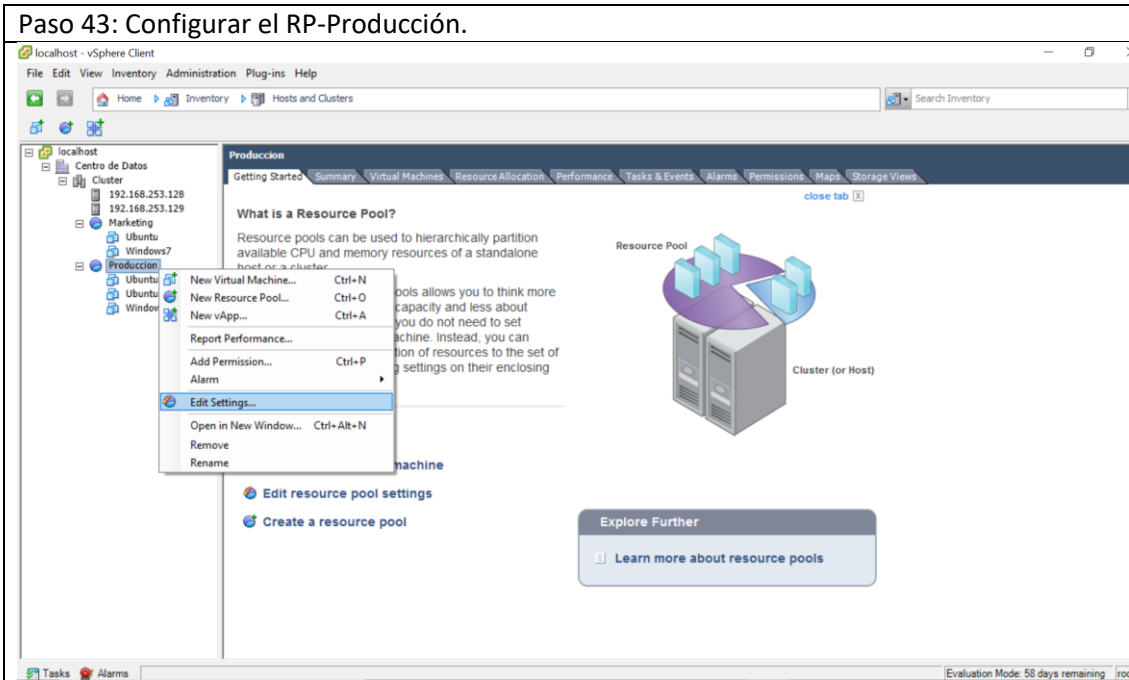 Paso 43: Configurar el RP-Producción.
localhost - vSphere Client
File Edit View Inventory Administration Plug-ins Help
Home Inventory Hosts and Clusters
Search Inventory
localhost
Centro de Datos
Cluster
192.168.253.128
192.168.253.129
Marketing
Ubuntu
Windows7
Produccion
Ubuntu
Ubuntu
Window
Produccion
Getting Started Summary Virtual Machines Resource Allocation Performance Tasks & Events Alarms Permissions Maps Storage Views
close tab X
What is a Resource Pool?
Resource pools can be used to hierarchically partition
available CPU and memory resources of a standalone
host or a cluster.
ools allows you to think more
capacity and less about
you do not need to set
achine. Instead, you can
tion of resources to the set of
g settings on their enclosing
New Virtual Machine... Ctrl+N
New Resource Pool... Ctrl+O
New vApp... Ctrl+A
Report Performance...
Add Permission... Ctrl+P
Alarm
Edit Settings...
Open in New Window... Ctrl+Alt+N
Remove
Rename
machine
Edit resource pool settings
Create a resource pool
Resource Pool
Cluster (or Host)
Explore Further
Learn more about resource pools
Tasks Alarms
Evaluation Mode: 58 days remaining